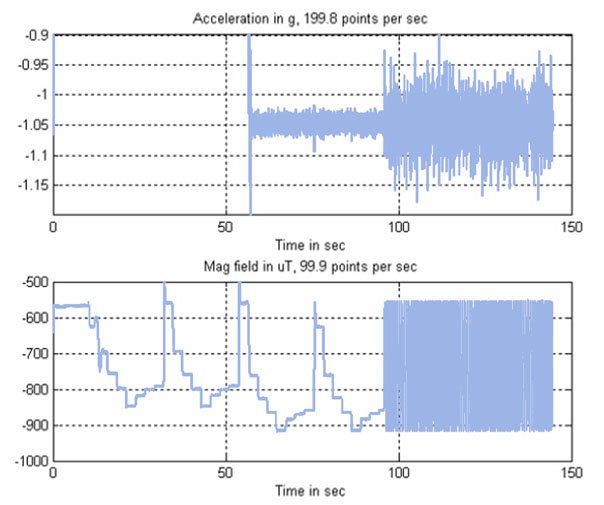 Acceleration in g, 199.8 points per sec
-0.9
-0.95
-1
-1.05
-1.1
-1.15
0 50 100 150
Time in sec
Mag field in uT, 99.9 points per sec
-500
-600
-700
-800
-900
-1000
0 50 100 150
Time in sec